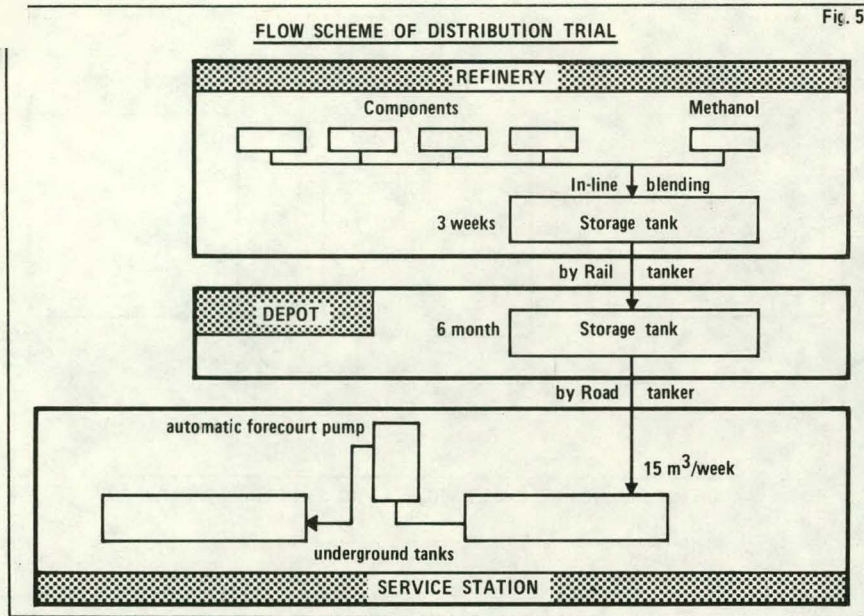 Fig. 5
FLOW SCHEME OF DISTRIBUTION TRIAL
REFINERY
Components
Methanol
In-line blending
3 weeks
Storage tank
by Rail tanker
DEPOT
6 month
Storage tank
by Road tanker
automatic forecourt pump
15 m³/week
underground tanks
SERVICE STATION